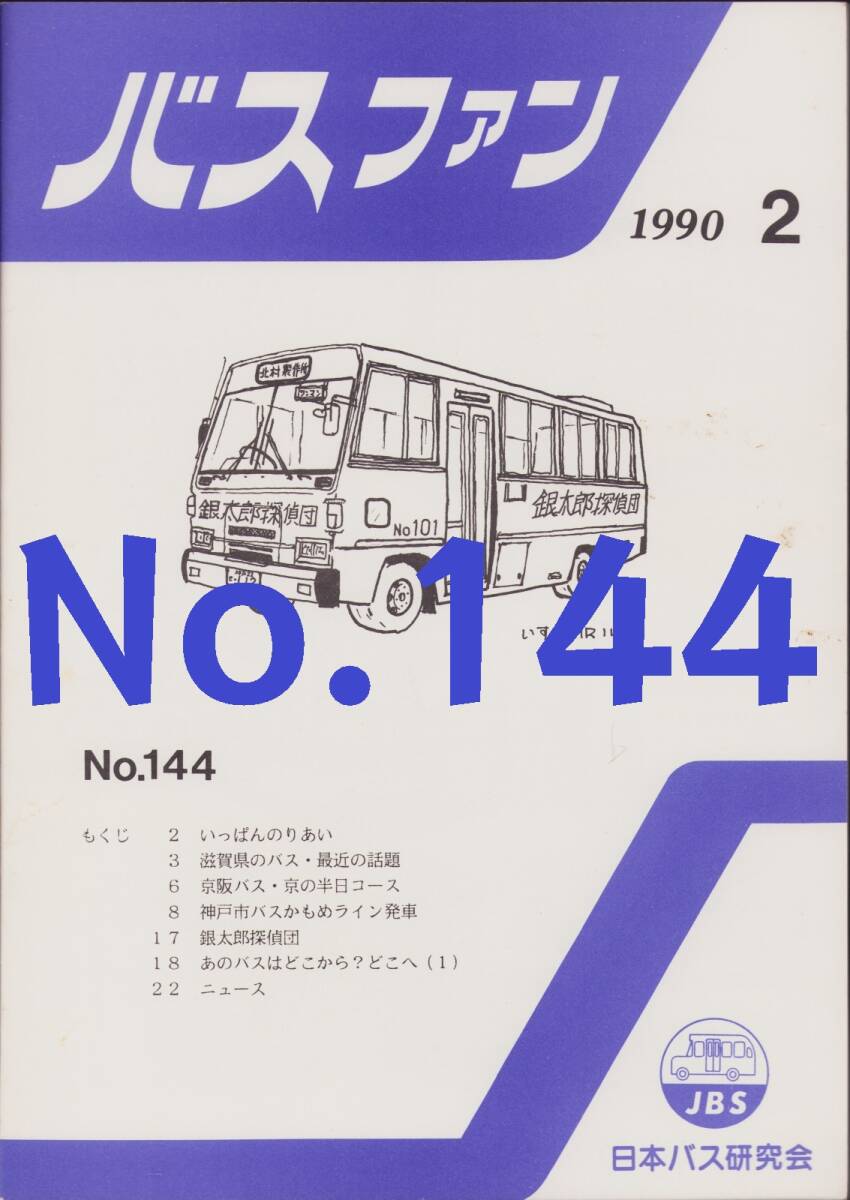 バスファン
1990 2
北村製作所
ワンマン
銀太郎探偵団
No101
銀太郎探偵団
No.144
No.144
もくじ 2 いっぱんのりあい
3 滋賀県のバス・最近の話題
6 京阪バス・京の半日コース
8 神戸市バスかもめライン発車
17 銀太郎探偵団
18 あのバスはどこから?どこへ(1)
22 ニュース
JBS
日本バス研究会